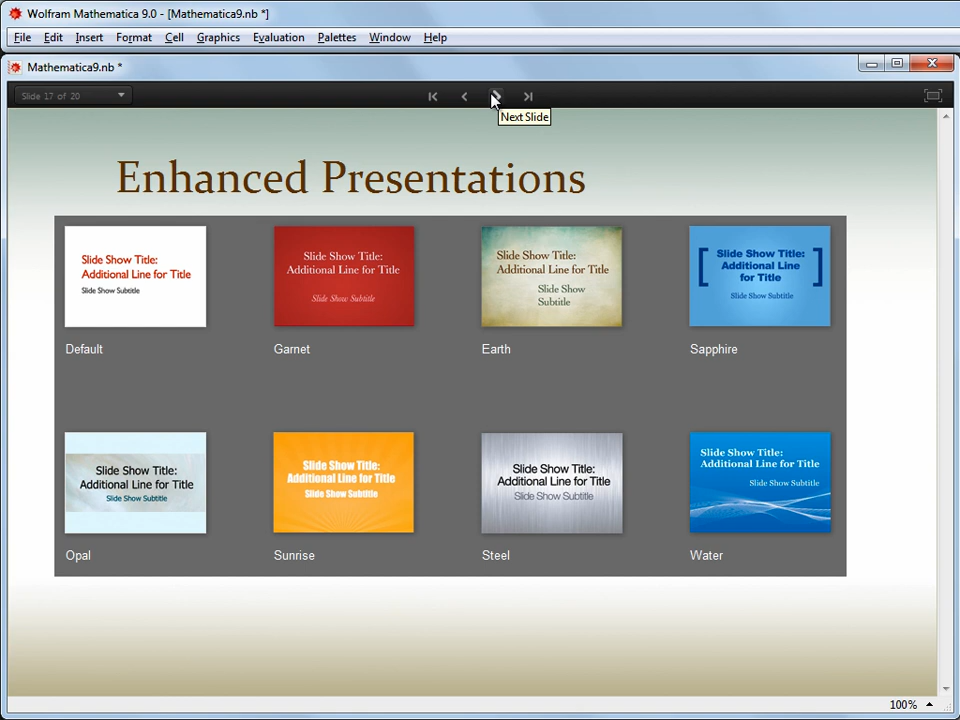 Wolfram Mathematica 9.0 - [Mathematica9.nb *]
File Edit Insert Format Cell Graphics Evaluation Palettes Window Help
Mathematica9.nb *
Slide 17 of 20
Next Slide
Enhanced Presentations
Slide Show Title:
Additional Line for Title
Slide Show Subtitle
Default
Slide Show Title:
Additional Line for Title
Slide Show Subtitle
Garnet
Slide Show Title:
Additional Line for Title
Slide Show
Subtitle
Earth
Slide Show Title:
Additional Line
for Title
Slide Show Subtitle
Sapphire
Slide Show Title:
Additional Line for Title
Slide Show Subtitle
Opal
Slide Show Title:
Additional Line for Title
Slide Show Subtitle
Sunrise
Slide Show Title:
Additional Line for Title
Slide Show Subtitle
Steel
Slide Show Title:
Additional Line for Title
Slide Show Subtitle
Water
100%